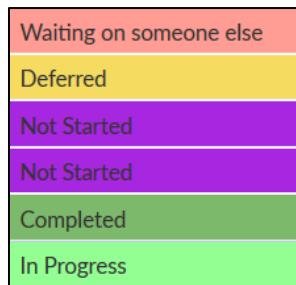 Waiting on someone else
Deferred
Not Started
Not Started
Completed
In Progress